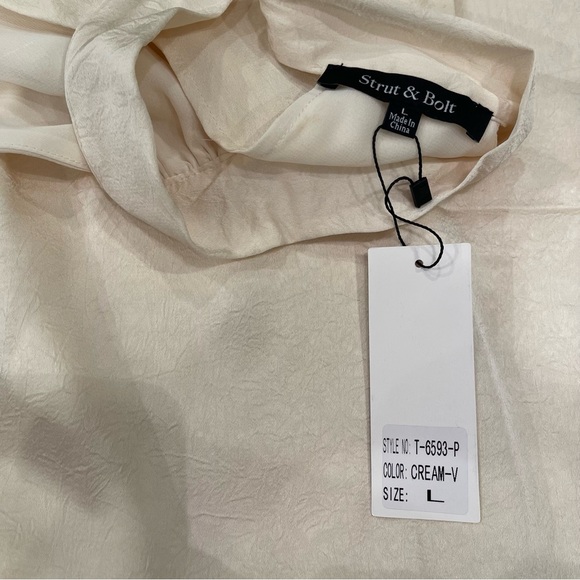 Strut & Bolt
L
Made In
China
STYLE NO: T-6593-P
COLOR: CREAM-V
SIZE: L